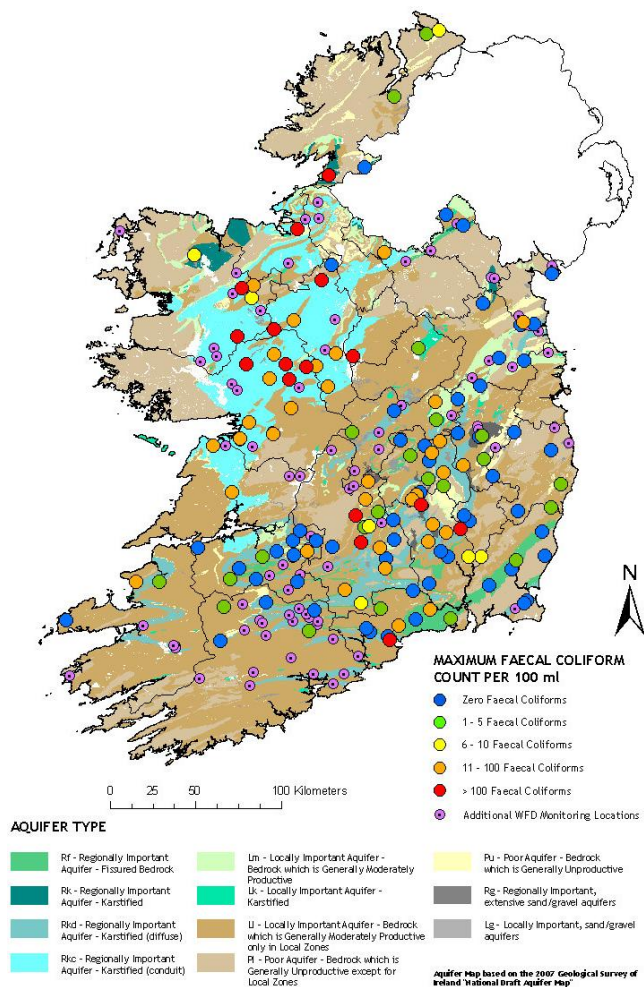 N
MAXIMUM FAECAL COLIFORM
COUNT PER 100 ml
Zero Faecal Coliforms
1 - 5 Faecal Coliforms
6 - 10 Faecal Coliforms
11 - 100 Faecal Coliforms
> 100 Faecal Coliforms
Additional WFD Monitoring Locations
0 25 50 100 Kilometers
AQUIFER TYPE
Rf - Regionally Important
Aquifer - Fissured Bedrock
Rk - Regionally Important
Aquifer - Karstified
Rkd - Regionally Important
Aquifer - Karstified (diffuse)
Rkc - Regionally Important
Aquifer - Karstified (conduit)
Lm - Locally Important Aquifer -
Bedrock which is Generally Moderately
Productive
Lk - Locally Important Aquifer -
Karstified
Ll - Locally Important Aquifer - Bedrock
which is Generally Moderately Productive
only in Local Zones
Pl - Poor Aquifer - Bedrock which is
Generally Unproductive except for
Local Zones
Pu - Poor Aquifer - Bedrock
which is Generally Unproductive
Rg - Regionally Important,
extensive sand/gravel aquifers
Lg - Locally Important, sand/gravel
aquifers
Aquifer Map based on the 2007 Geological Survey of
Ireland "National Draft Aquifer Map"